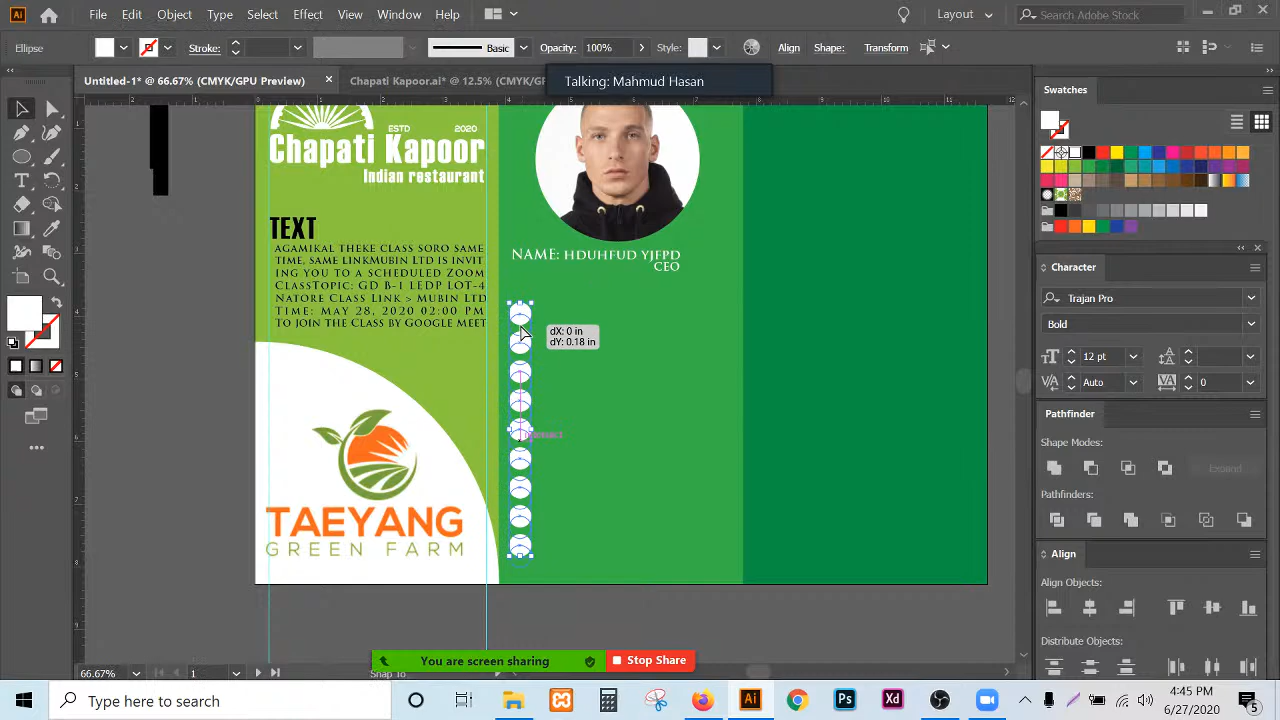 File Edit Object Type Select Effect View Window Help Layout Search Adobe Stock
Ellipse Stroke: Basic Opacity: 100% Style: Align Shape: Transform
Untitled-1* @ 66.67% (CMYK/GPU Preview) × Chapati Kapoor.ai* @ 12.5% (CMYK/GP
Talking: Mahmud Hasan
Swatches
ESTD 2020
Chapati Kapoor
Indian restaurant
TEXT
AGAMIKAL THEKE CLASS SORO SAME
TIME, SAME LINKMUBIN LTD IS INVIT
ING YOU TO A SCHEDULED ZOOM
CLASSTOPIC: GD B-1 LEDP LOT-4
NATORE CLASS LINK > MUBIN LTD
TIME: MAY 28, 2020 02:00 PM
TO JOIN THE CLASS BY GOOGLE MEET
TAEYANG
GREEN FARM
NAME: HDUHFUD YJFPD
CEO
dX: 0 in
dY: 0.18 in
Character
Trajan Pro
Bold
12 pt
Auto 0
Pathfinder
Shape Modes:
Expand
Pathfinders:
Align
Align Objects:
Distribute Objects:
66.67% 1 Snap To
You are screen sharing Stop Share
Type here to search
4:45 PM
6/7/2020
5